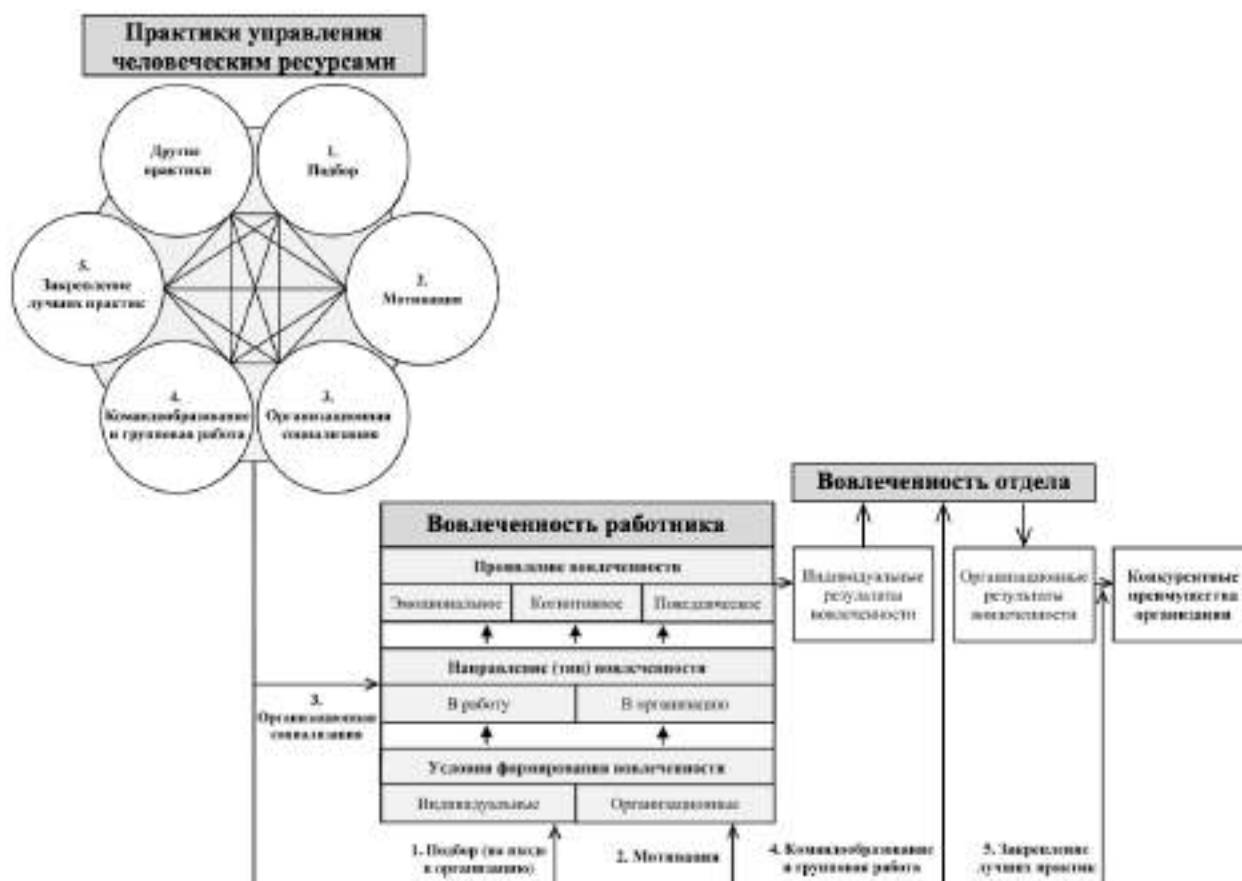 Практики управления
человеческим ресурсами
Другие
практики
1.
Подбор
5.
Закрепление
лучших практик
2.
Мотивация
4.
Командообразование
и групповая работа
3.
Организационная
социализация
Вовлеченность отдела
Вовлеченность работника
Проявление вовлеченности
Эмоциональное
Когнитивное
Поведенческое
Индивидуальные
результаты
вовлеченности
Организационные
результаты
вовлеченности
Конкурентные
преимущества
организации
Направление (тип) вовлеченности
В работу
В организацию
3.
Организационная
социализация
Условия формирования вовлеченности
Индивидуальные
Организационные
1. Подбор (на входе
в организацию)
2. Мотивация
4. Командообразование
и групповая работа
5. Закрепление
лучших практик